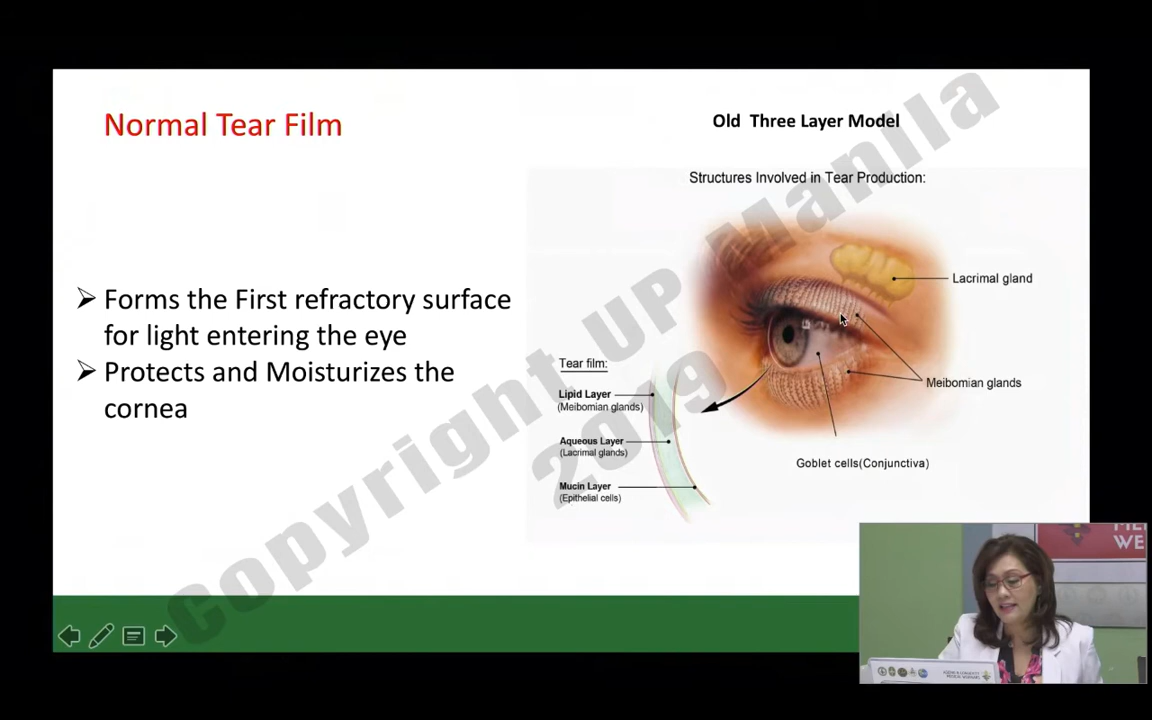 Normal Tear Film
Old Three Layer Model
Structures Involved in Tear Production:
Forms the First refractory surface
for light entering the eye
Protects and Moisturizes the
cornea
Lacrimal gland
Meibomian glands
Goblet cells(Conjunctiva)
Tear film:
Lipid Layer
(Meibomian glands)
Aqueous Layer
(Lacrimal glands)
Mucin Layer
(Epithelial cells)
Copyright UP Manila
2019
WE